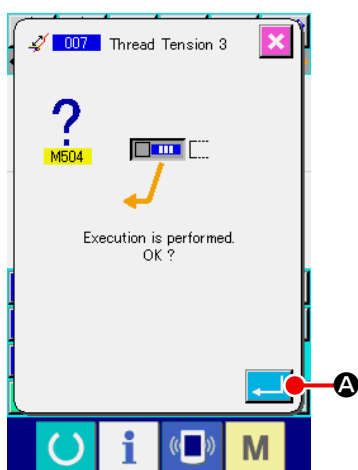 007 Thread Tension 3
?
M504
Execution is performed.
OK ?
A
i
M